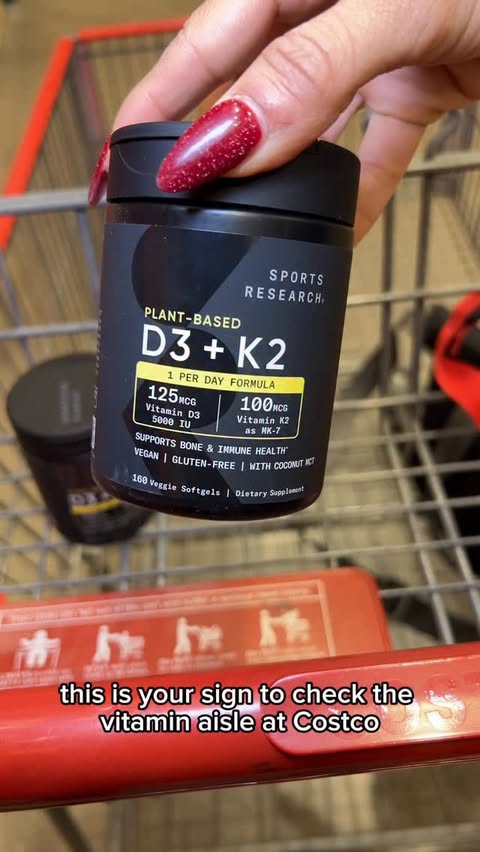 SPORTS
RESEARCH®
PLANT-BASED
D3 + K2
1 PER DAY FORMULA
125MCG
Vitamin D3
5000 IU
100MCG
Vitamin K2
as MK-7
SUPPORTS BONE & IMMUNE HEALTH*
VEGAN | GLUTEN-FREE | WITH COCONUT MCT
160 Veggie Softgels | Dietary Supplement
D3+
this is your sign to check the
vitamin aisle at Costco